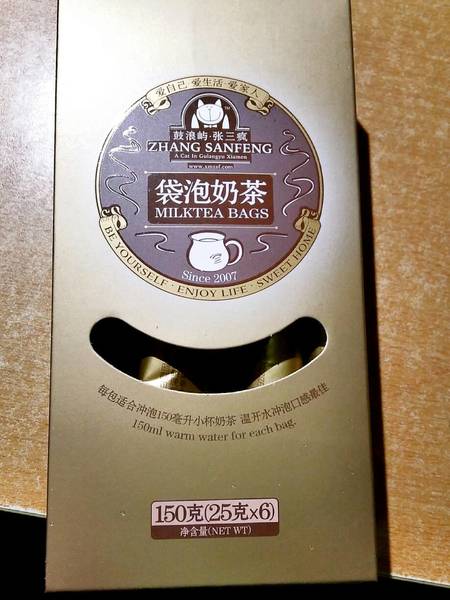 爱自己·爱生活·爱家人
鼓浪屿·张三疯
ZHANG SANFENG
A Cat In Gulangyu Xiamen
www.xmzsf.com
袋泡奶茶
MILKTEA BAGS
Since 2007
BE YOURSELF · ENJOY LIFE · SWEET HOME
每包适合冲泡150毫升小杯奶茶 温开水冲泡口感最佳
150ml warm water for each bag.
150克(25克×6)
净含量(NET WT)